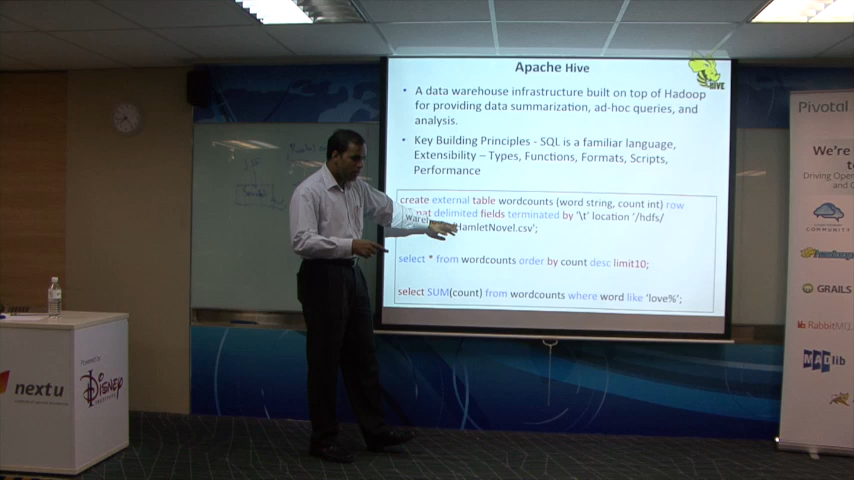 Apache Hive
HIVE
• A data warehouse infrastructure built on top of Hadoop
for providing data summarization, ad-hoc queries, and
analysis.
• Key Building Principles - SQL is a familiar language,
Extensibility – Types, Functions, Formats, Scripts,
Performance
create external table wordcounts (word string, count int) row
delimited fields terminated by '\t' location '/hdfs/
/HamletNovel.csv';
select * from wordcounts order by count desc limit10;
select SUM(count) from wordcounts where word like 'love%';
Pivotal
We're
Driving Open
COMMUNITY
GRAILS
RabbitMQ
MADlib
Powered by
nextu
Disney
INSTITUTE